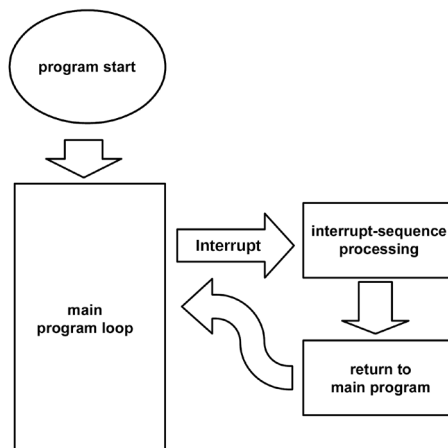 program start
main
program loop
Interrupt
interrupt-sequence
processing
return to
main program